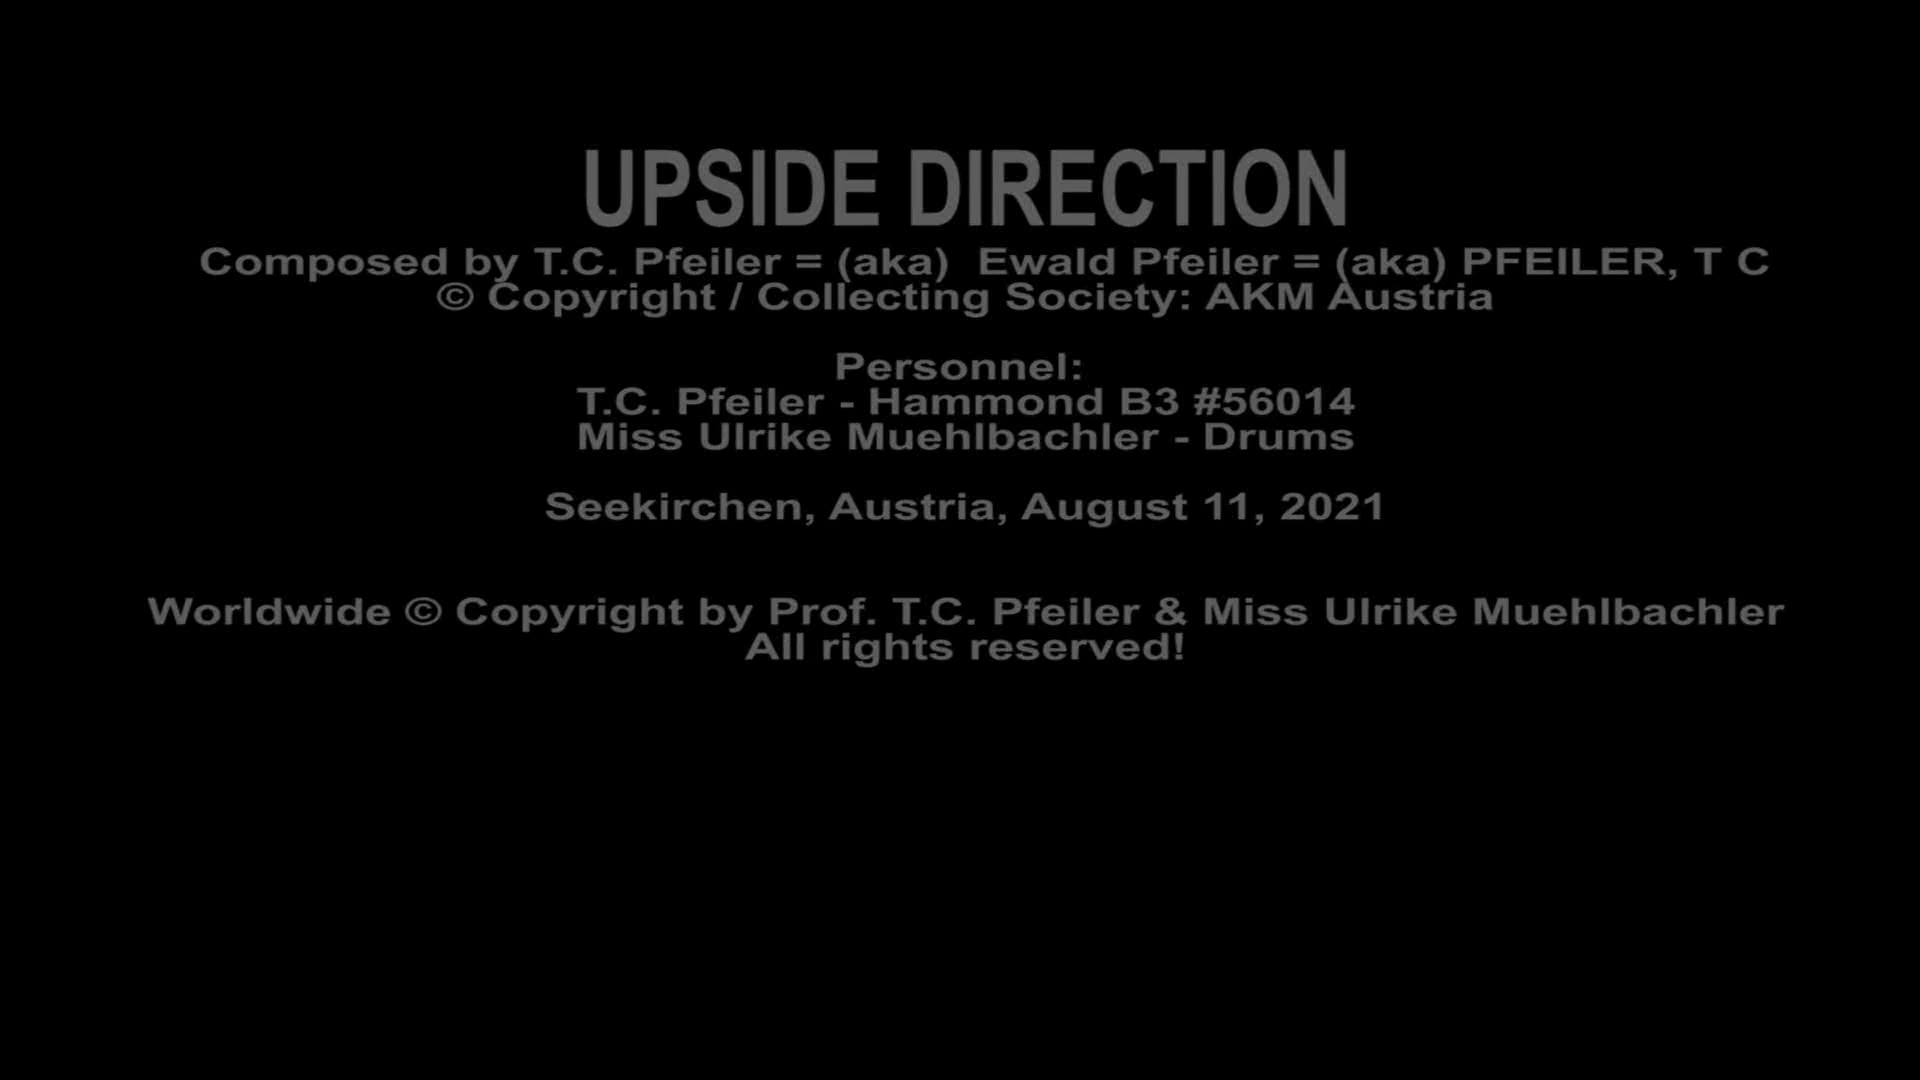 UPSIDE DIRECTION
Composed by T.C. Pfeiler = (aka)  Ewald Pfeiler = (aka) PFEILER, T C
© Copyright / Collecting Society: AKM Austria
Personnel:
T.C. Pfeiler - Hammond B3 #56014
Miss Ulrike Muehlbachler - Drums
Seekirchen, Austria, August 11, 2021
Worldwide © Copyright by Prof. T.C. Pfeiler & Miss Ulrike Muehlbachler
All rights reserved!